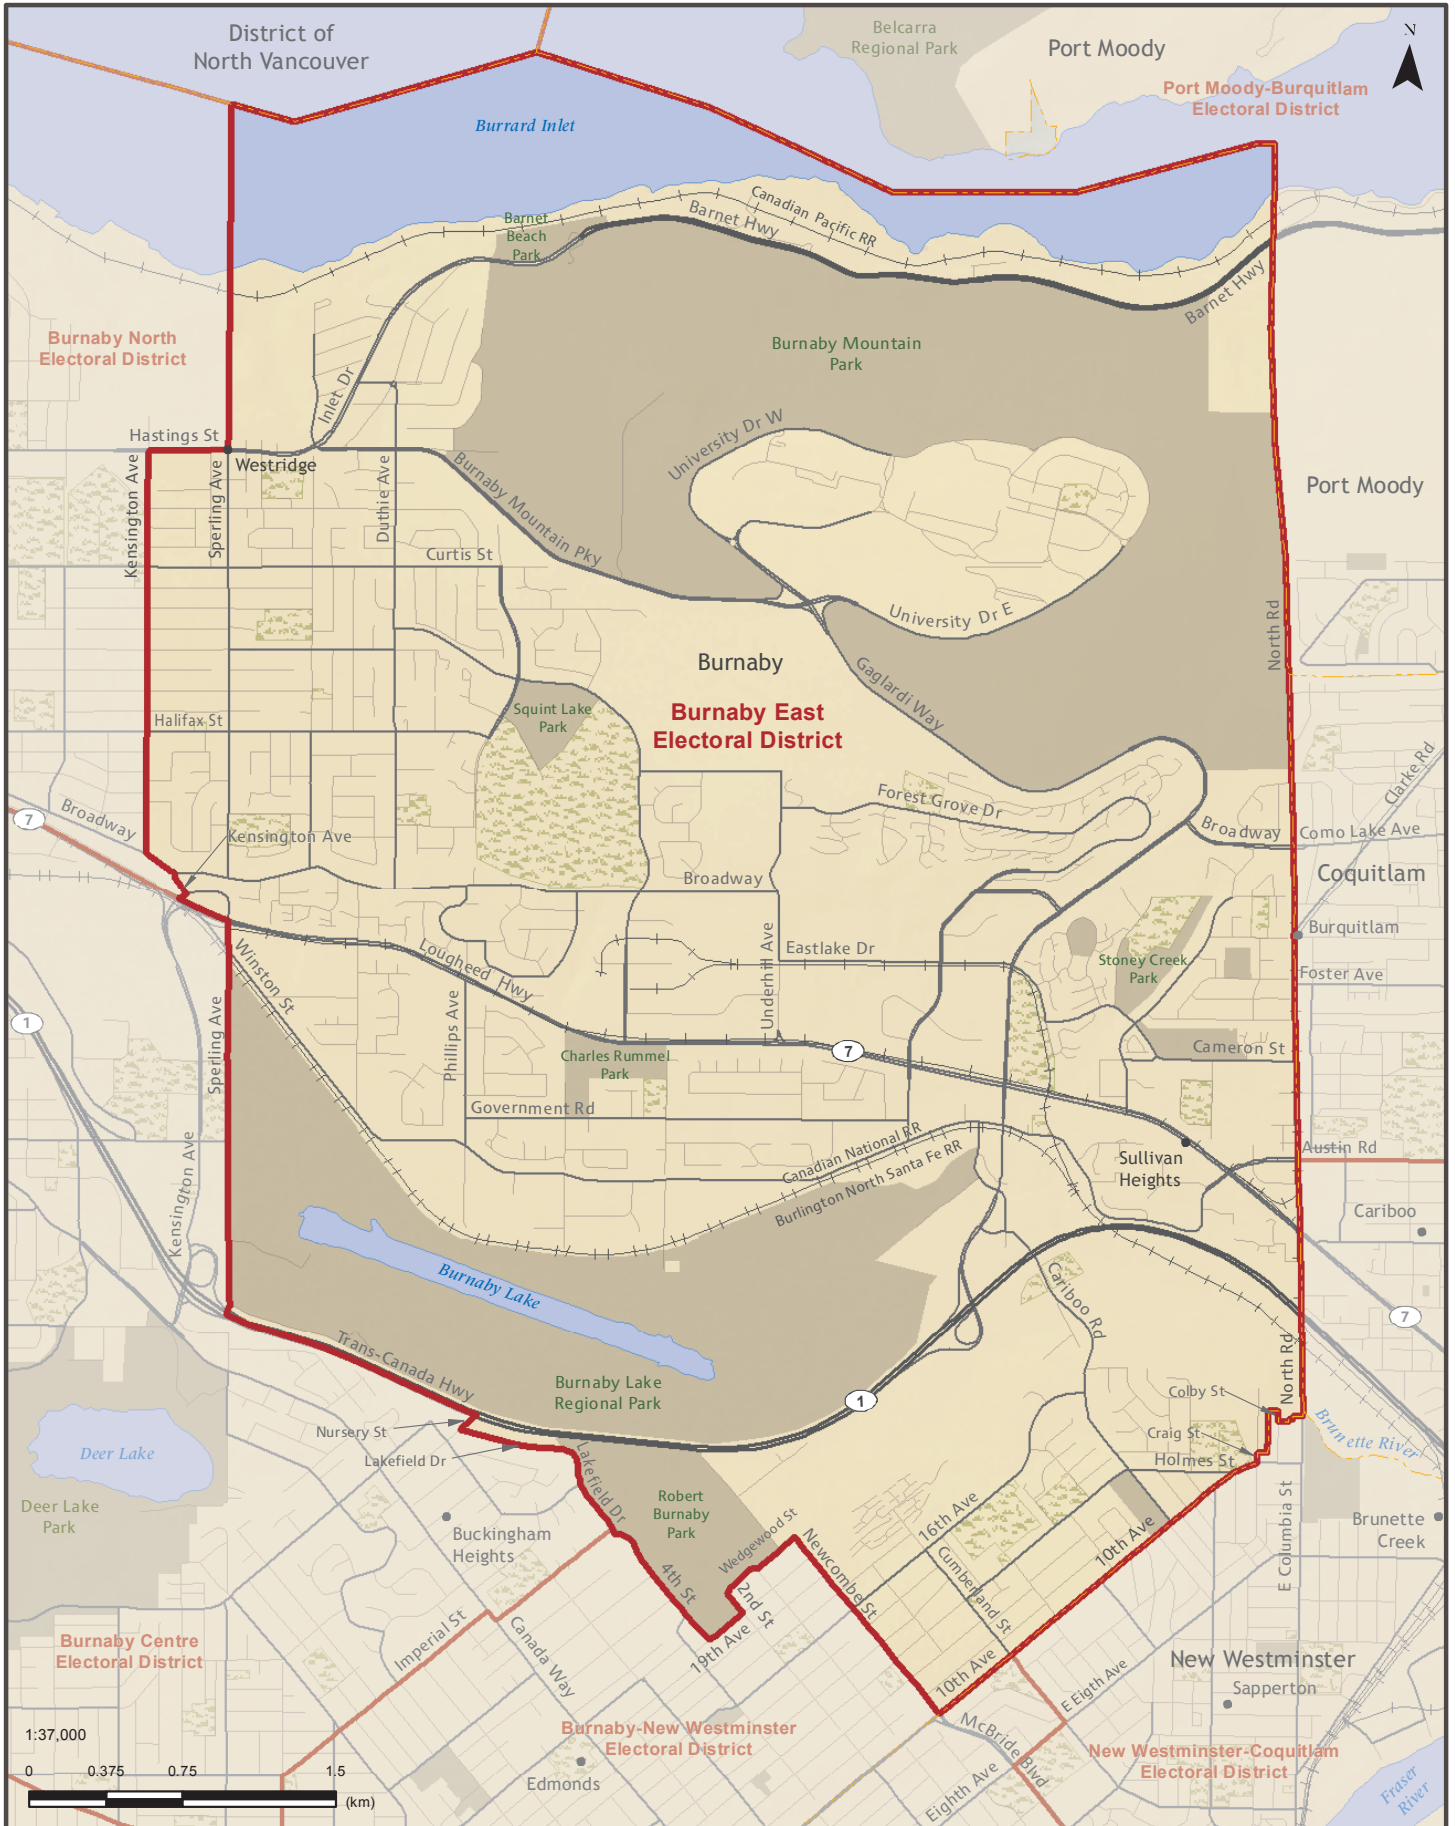 District of
North Vancouver
Belcarra
Regional Park
Port Moody
N
Port Moody-Burquitlam
Electoral District
Burrard Inlet
Canadian Pacific RR
Barnet Hwy
Barnet
Beach
Park
Barnet Hwy
Burnaby North
Electoral District
Burnaby Mountain
Park
Inlet Dr
University Dr W
Hastings St
Westridge
Kensington Ave
Sperling Ave
Duthie Ave
Burnaby Mountain Pky
Port Moody
Curtis St
University Dr E
North Rd
Burnaby
Gaglardi Way
Squint Lake
Park
Burnaby East
Electoral District
Halifax St
Clarke Rd
Forest Grove Dr
7
Broadway
Kensington Ave
Broadway
Como Lake Ave
Coquitlam
Broadway
Burquitlam
Underhill Ave
Eastlake Dr
Lougheed Hwy
Winston St
Stoney Creek
Park
Foster Ave
1
Sperling Ave
Phillips Ave
Charles Rummel
Park
7
Cameron St
Government Rd
Kensington Ave
Canadian National RR
Burlington North Santa Fe RR
Austin Rd
Sullivan
Heights
Cariboo
Burnaby Lake
Cariboo Rd
7
Trans-Canada Hwy
Burnaby Lake
Regional Park
1
North Rd
Colby St
Nursery St
Craig St
Brunette River
Deer Lake
Lakefield Dr
Holmes St
Lakefield Dr
Deer Lake
Park
Robert
Burnaby
Park
Wedgewood St
16th Ave
E Columbia St
Brunette
Creek
Buckingham
Heights
Newcombe St
10th Ave
Cumberland St
4th St
2nd St
Burnaby Centre
Electoral District
Imperial St
Canada Way
19th Ave
10th Ave
New Westminster
E Eigth Ave
Sapperton
1:37,000
Burnaby-New Westminster
Electoral District
McBride Blvd
New Westminster-Coquitlam
Electoral District
0 0.375 0.75 1.5
(km)
Edmonds
Eighth Ave
Fraser
River